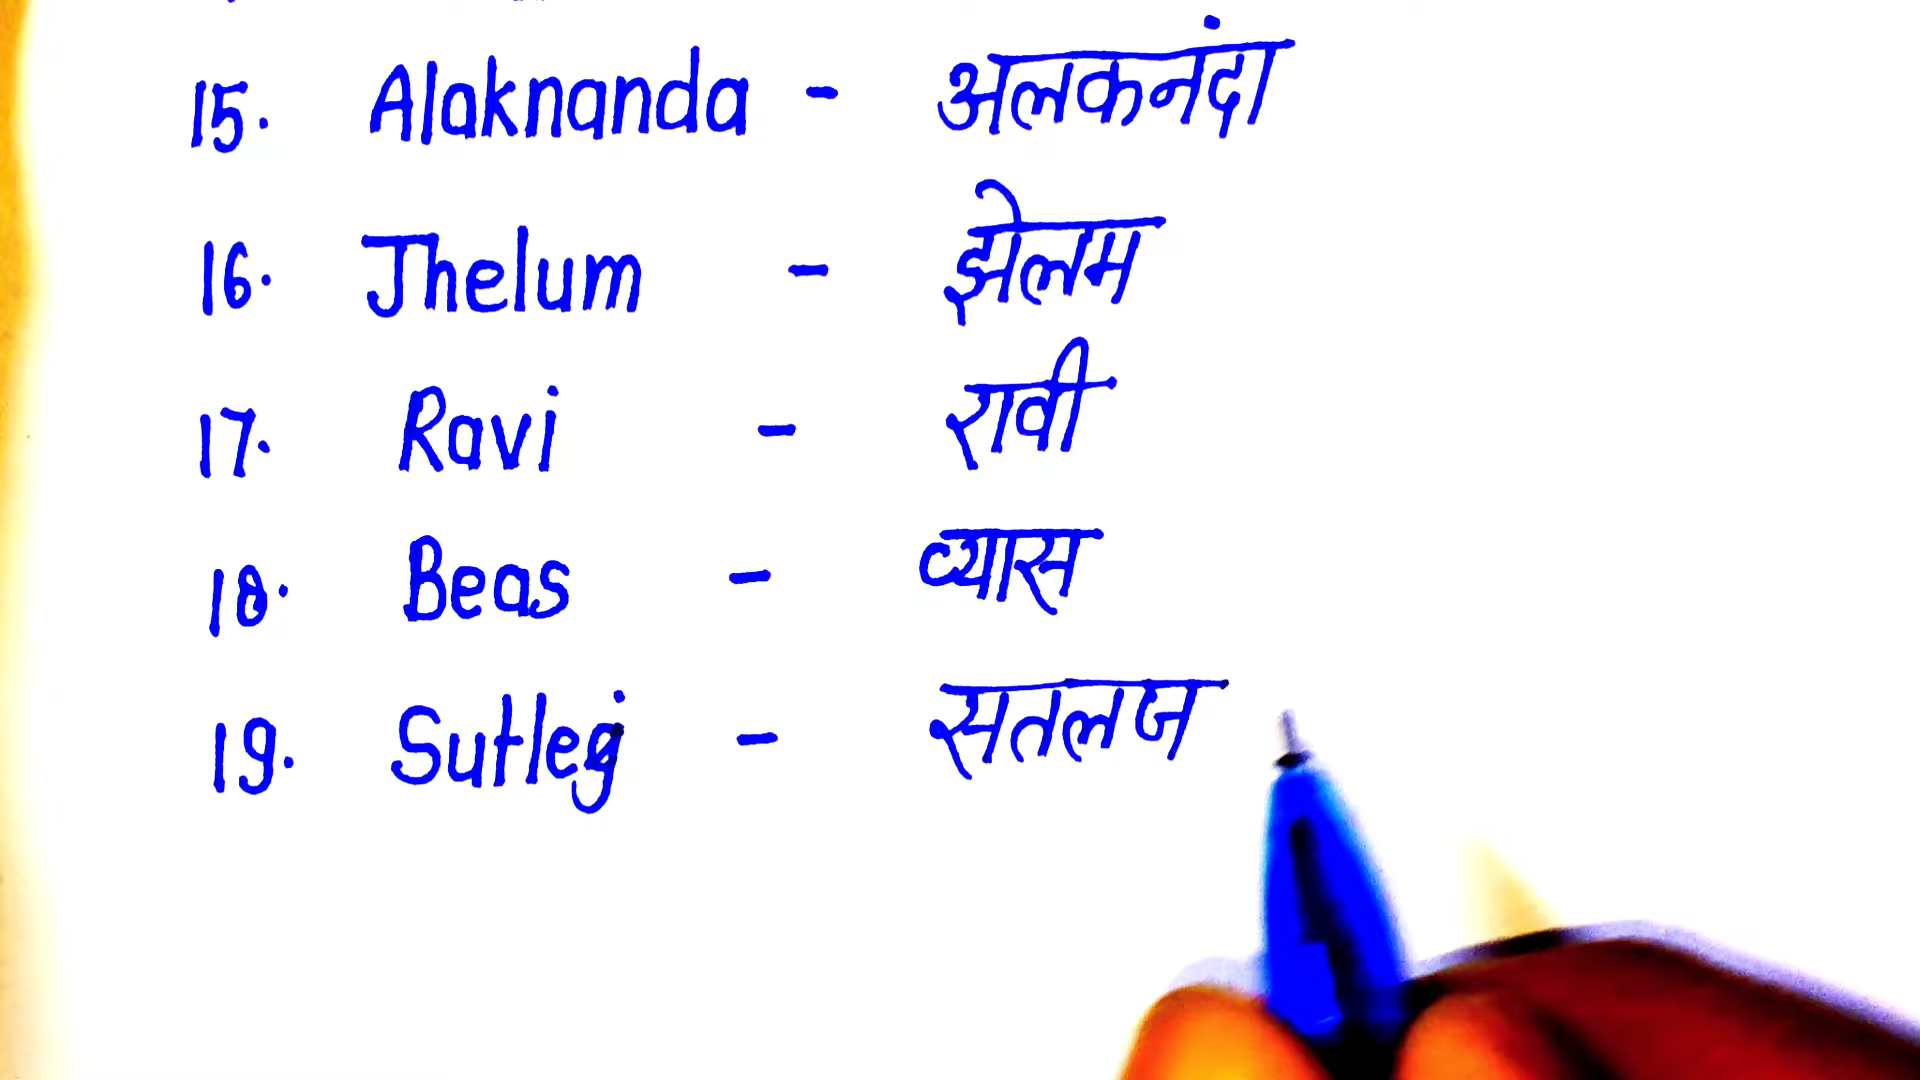 15. Alaknanda - अलकनंदा
16. Jhelum - झेलम
17. Ravi - रावी
18. Beas - व्यास
19. Sutlej - सतलज